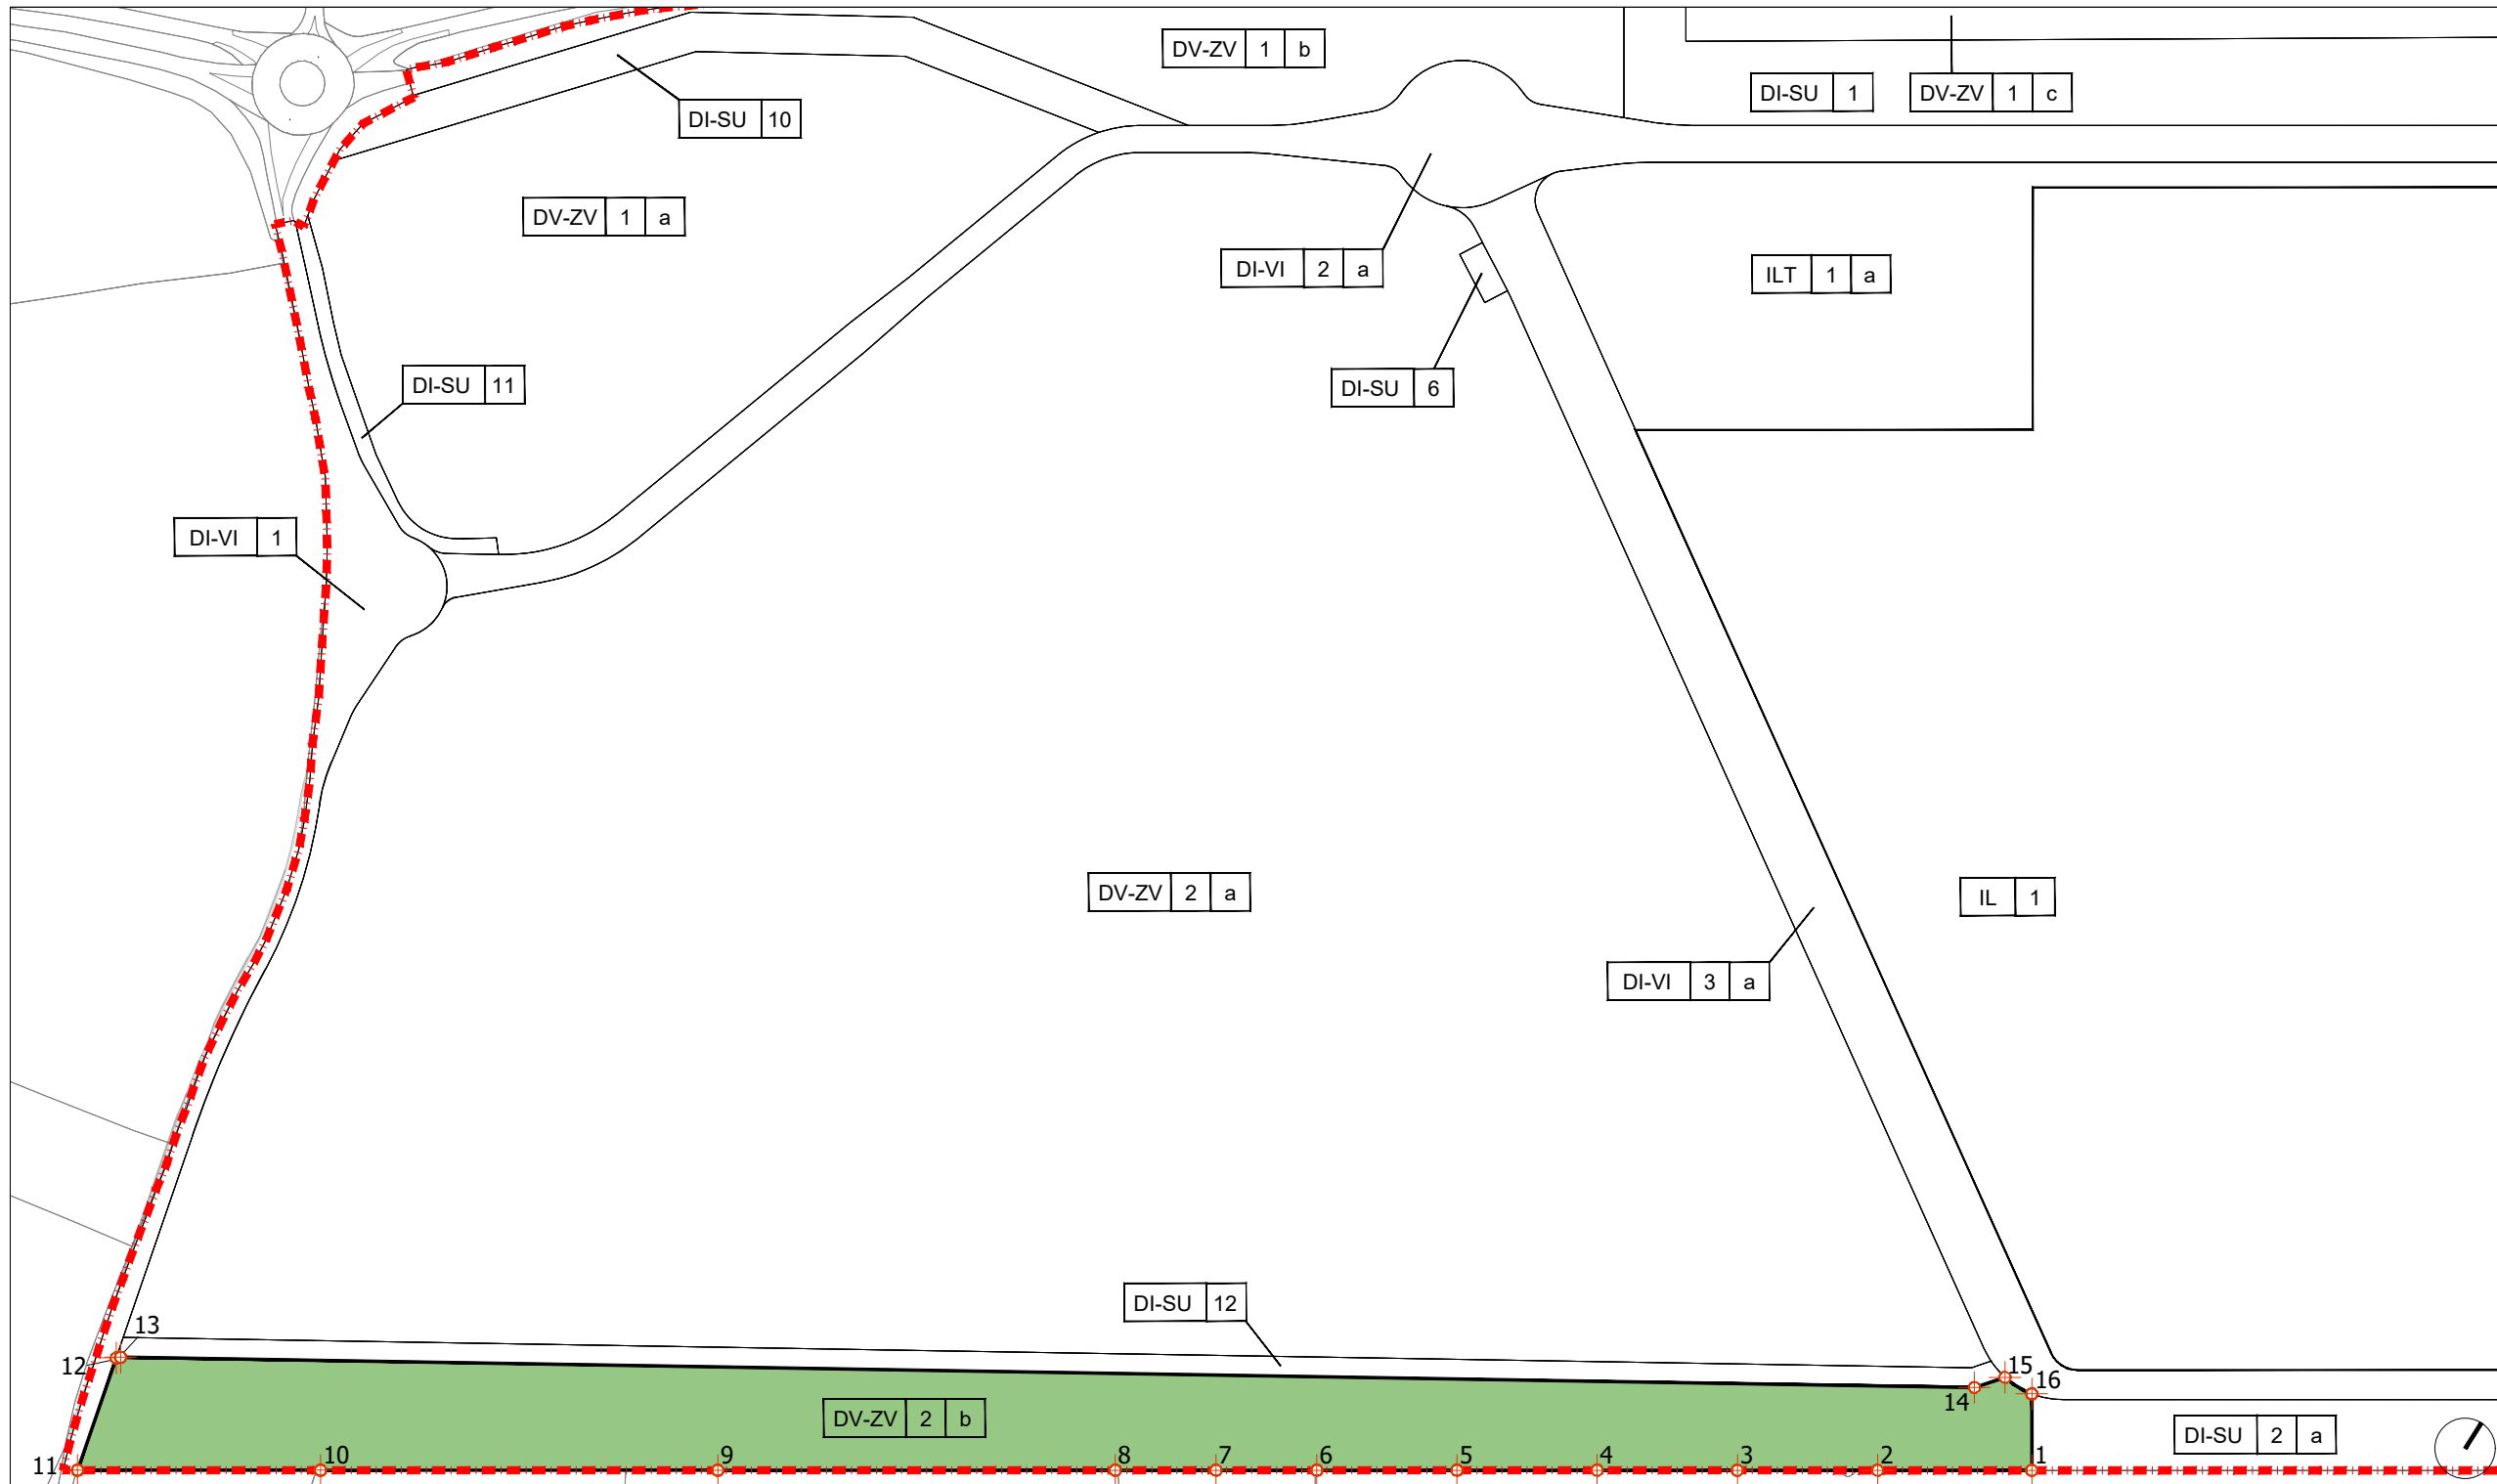 DV-ZV 1 b
DI-SU 1
DV-ZV 1 c
DI-SU 10
DV-ZV 1 a
DI-VI 2 a
ILT 1 a
DI-SU 11
DI-SU 6
DI-VI 1
DV-ZV 2 a
IL 1
DI-VI 3 a
DI-SU 12
13
12
15
16
14
DV-ZV 2 b
DI-SU 2 a
11
10
9
8
7
6
5
4
3
2
1